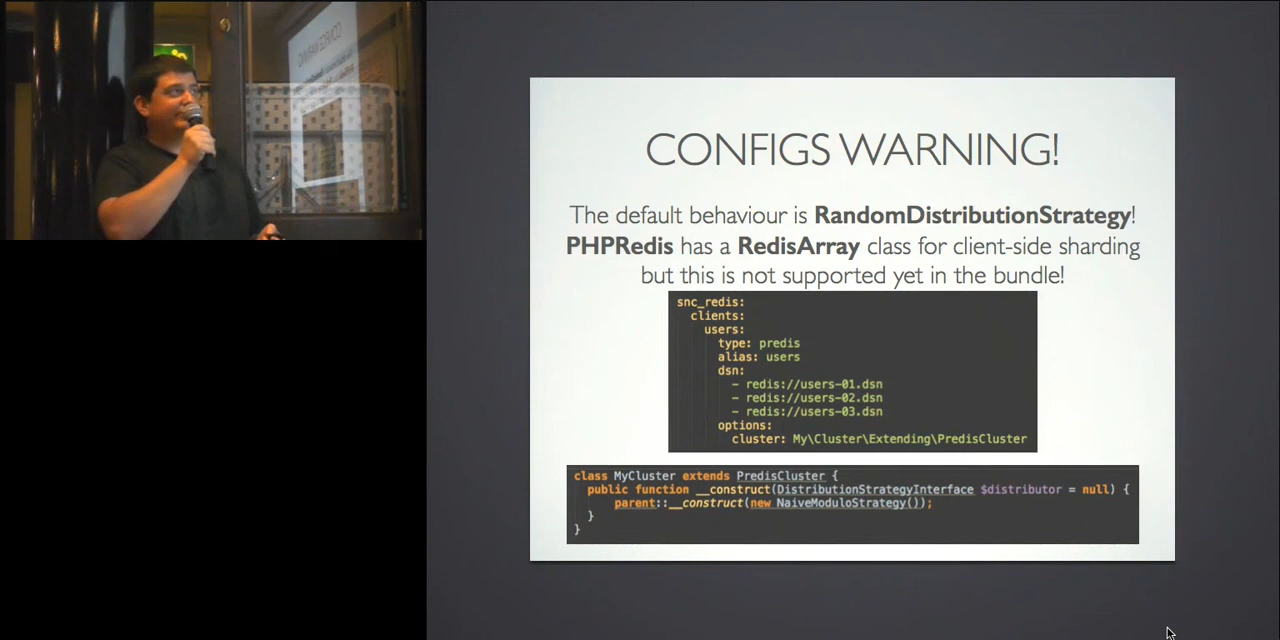 CONFIGS WARNING!
The default behaviour is RandomDistributionStrategy!
PHPRedis has a RedisArray class for client-side sharding
but this is not supported yet in the bundle!
snc_redis:
clients:
users:
type: predis
alias: users
dsn:
- redis://users-01.dsn
- redis://users-02.dsn
- redis://users-03.dsn
options:
cluster: My\Cluster\Extending\PredisCluster
class MyCluster extends PredisCluster {
public function __construct(DistributionStrategyInterface $distributor = null) {
parent::__construct(new NaiveModuloStrategy());
}
}